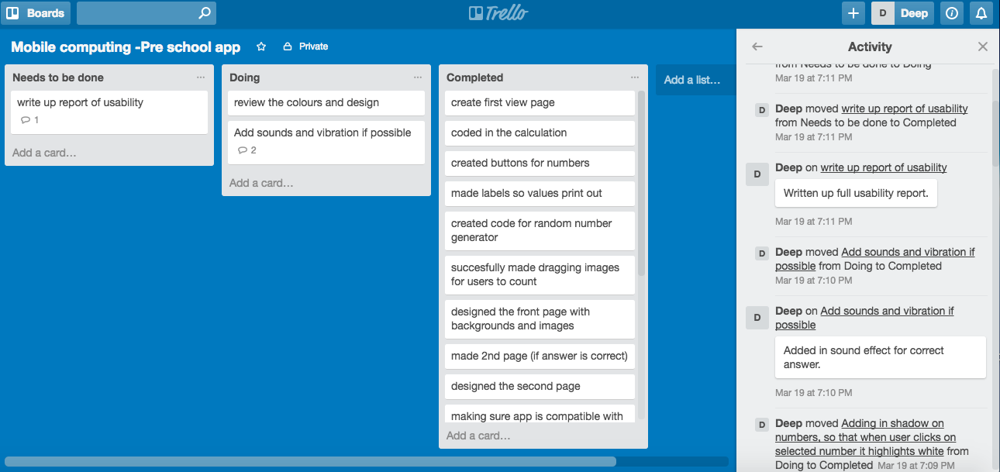 Boards
Trello
D Deep
Mobile computing -Pre school app
Private
Needs to be done
write up report of usability
1
Add a card…
Doing
review the colours and design
Add sounds and vibration if possible
2
Add a card…
Completed
create first view page
coded in the calculation
created buttons for numbers
made labels so values print out
created code for random number
generator
succesfully made dragging images
for users to count
designed the front page with
backgrounds and images
made 2nd page (if answer is correct)
designed the second page
making sure app is compatible with
Add a card…
Add a list…
Activity
from Needs to be done to Doing
Mar 19 at 7:11 PM
D Deep moved write up report of usability
from Needs to be done to Completed
Mar 19 at 7:11 PM
D Deep on write up report of usability
Written up full usability report.
Mar 19 at 7:11 PM
D Deep moved Add sounds and vibration if
possible from Doing to Completed
Mar 19 at 7:10 PM
D Deep on Add sounds and vibration if
possible
Added in sound effect for correct
answer.
Mar 19 at 7:10 PM
D Deep moved Adding in shadow on
numbers, so that when user clicks on
selected number it highlights white from
Doing to Completed Mar 19 at 7:09 PM